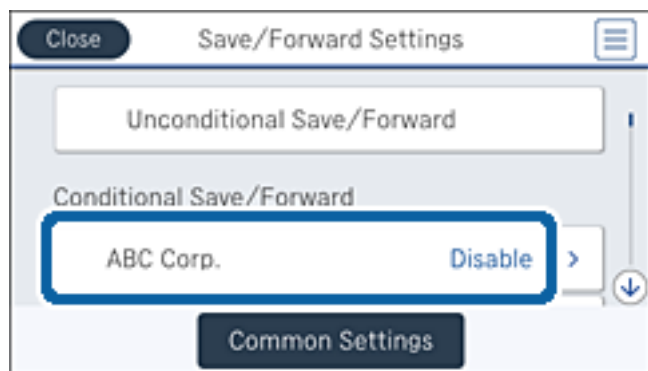 Close Save/Forward Settings
Unconditional Save/Forward
Conditional Save/Forward
ABC Corp. Disable >
Common Settings